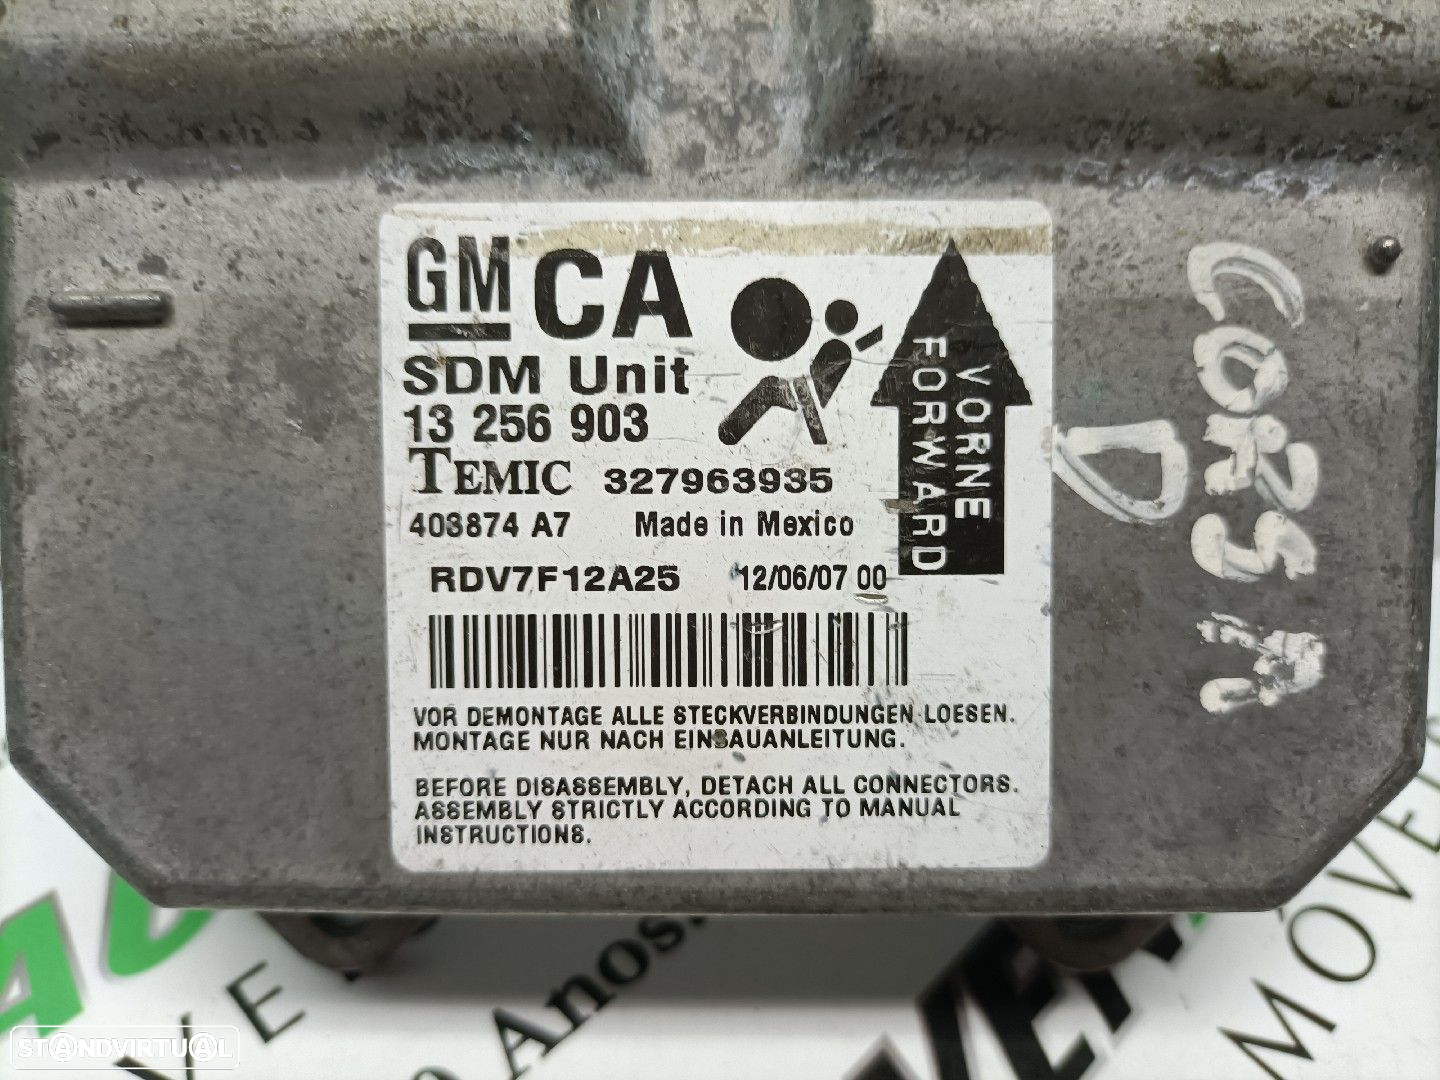 GM CA
SDM Unit
13 256 903
TEMIC 327963935
403874 A7 Made in Mexico
RDV7F12A25 12/06/07 00
VORNE
FORWARD
VOR DEMONTAGE ALLE STECKVERBINDUNGEN LOESEN.
MONTAGE NUR NACH EINBAUANLEITUNG.
BEFORE DISASSEMBLY, DETACH ALL CONNECTORS.
ASSEMBLY STRICTLY ACCORDING TO MANUAL
INSTRUCTIONS.
CORSA
D
Anos
STANDVIRTUAL